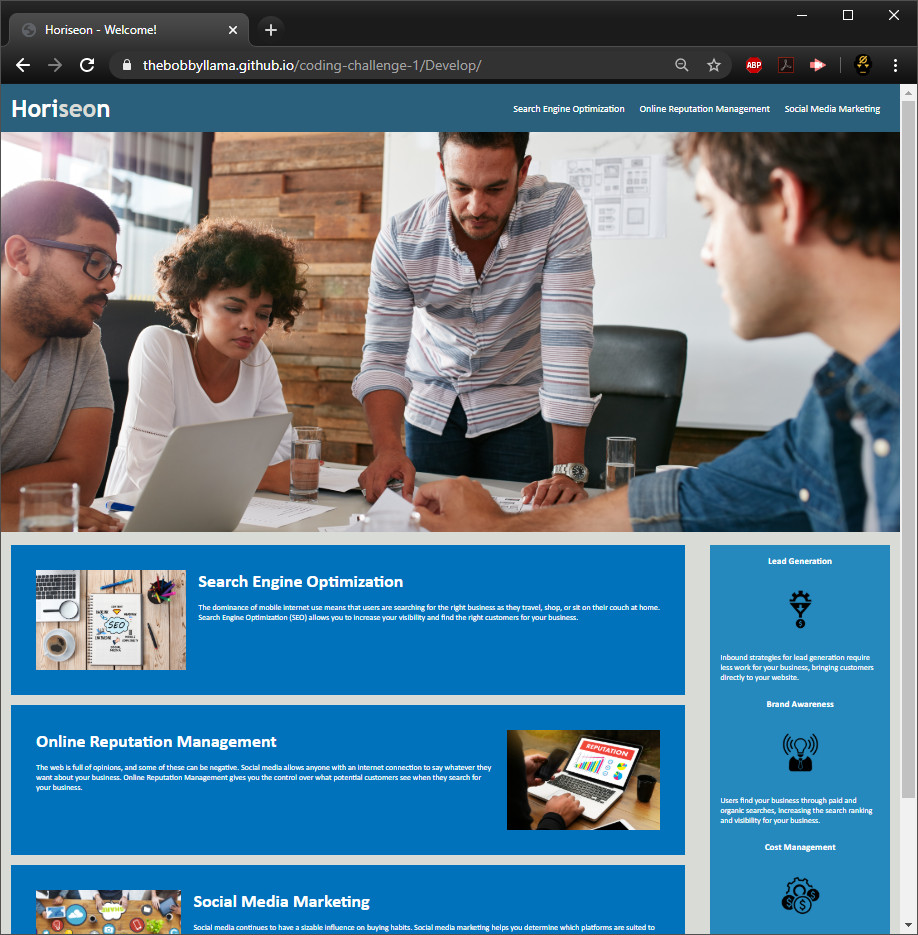 Horiseon - Welcome!
thebobbyllama.github.io/coding-challenge-1/Develop/
ABP
Horiseon
Search Engine Optimization
Online Reputation Management
Social Media Marketing
SEO
Search Engine Optimization
The dominance of mobile internet use means that users are searching for the right business as they travel, shop, or sit on their couch at home.
Search Engine Optimization (SEO) allows you to increase your visibility and find the right customers for your business.
Online Reputation Management
The web is full of opinions, and some of these can be negative. Social media allows anyone with an internet connection to say whatever they
want about your business. Online Reputation Management gives you the control over what potential customers see when they search for
your business.
REPUTATION
Social Media Marketing
Social media continues to have a sizable influence on buying habits. Social media marketing helps you determine which platforms are suited to
Lead Generation
Inbound strategies for lead generation require
less work for your business, bringing customers
directly to your website.
Brand Awareness
Users find your business through paid and
organic searches, increasing the search ranking
and visibility for your business.
Cost Management